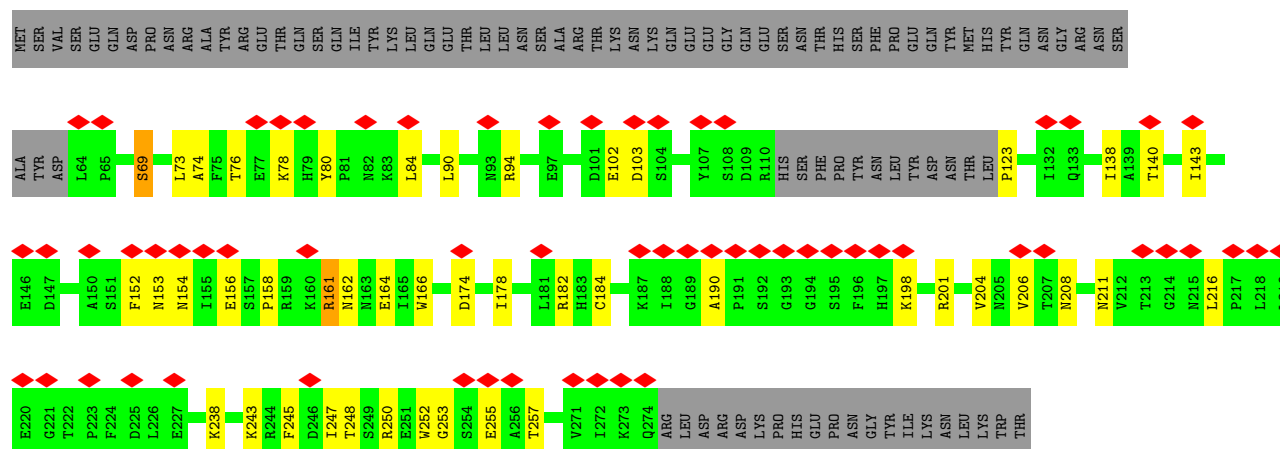 MET SER VAL SER GLU GLN ASP PRO ASN ARG ALA TYR ARG GLU THR GLN SER GLN ILE TYR LYS LEU GLN GLU THR LEU LEU ASN SER ALA ARG THR LYS ASN LYS GLN GLU GLU GLY GLN GLU SER ASN THR HIS SER PHE PRO GLU GLN TYR MET HIS TYR GLN ASN GLY ARG ASN SER
ALA TYR ASP L64 P65 S69 L73 A74 F75 T76 E77 K78 H79 Y80 P81 N82 K83 L84 L90 N93 R94 E97 D101 E102 D103 S104 Y107 S108 D109 R110 HIS SER PHE PRO TYR ASN LEU TYR ASP ASN THR LEU P123 I132 Q133 I138 A139 T140 I143
E146 D147 A150 S151 F152 N153 N154 I155 E156 S157 P158 R159 K160 R161 N162 N163 E164 I165 W166 D174 I178 L181 R182 H183 C184 K187 I188 G189 A190 P191 S192 G193 G194 S195 F196 H197 K198 R201 V204 N205 V206 T207 N208 N211 V212 T213 G214 N215 L216 P217 L218
E220 G221 T222 P223 F224 D225 L226 E227 K238 K243 R244 F245 D246 I247 T248 S249 R250 E251 W252 G253 S254 E255 A256 T257 V271 I272 K273 Q274 ARG LEU ASP ARG ASP LYS PRO HIS GLU PRO ASN GLY TYR ILE LYS ASN LEU LYS TRP THR